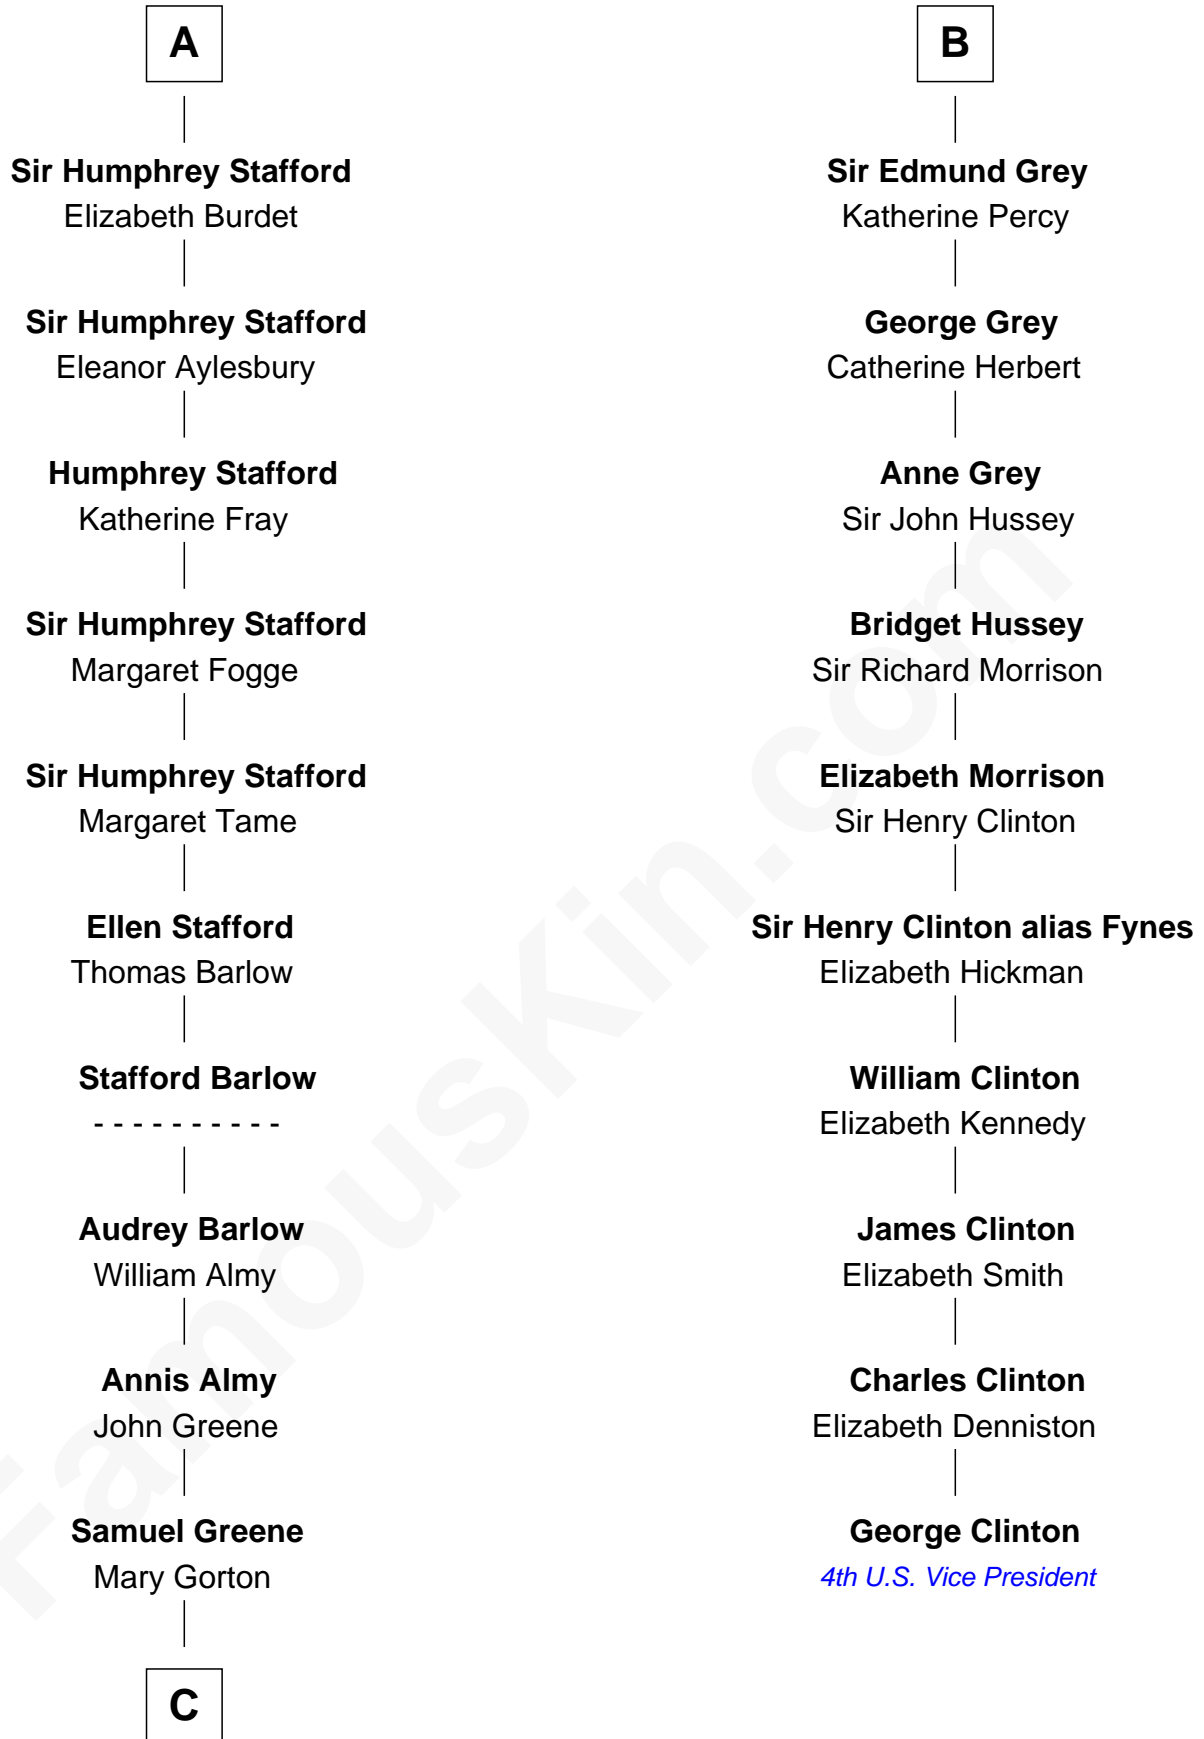 A
Sir Humphrey Stafford
Elizabeth Burdet
Sir Humphrey Stafford
Eleanor Aylesbury
Humphrey Stafford
Katherine Fray
Sir Humphrey Stafford
Margaret Fogge
Sir Humphrey Stafford
Margaret Tame
Ellen Stafford
Thomas Barlow
Stafford Barlow
- - - - - - - - - -
Audrey Barlow
William Almy
Annis Almy
John Greene
Samuel Greene
Mary Gorton
C
B
Sir Edmund Grey
Katherine Percy
George Grey
Catherine Herbert
Anne Grey
Sir John Hussey
Bridget Hussey
Sir Richard Morrison
Elizabeth Morrison
Sir Henry Clinton
Sir Henry Clinton alias Fynes
Elizabeth Hickman
William Clinton
Elizabeth Kennedy
James Clinton
Elizabeth Smith
Charles Clinton
Elizabeth Denniston
George Clinton
4th U.S. Vice President
FamousKin.com